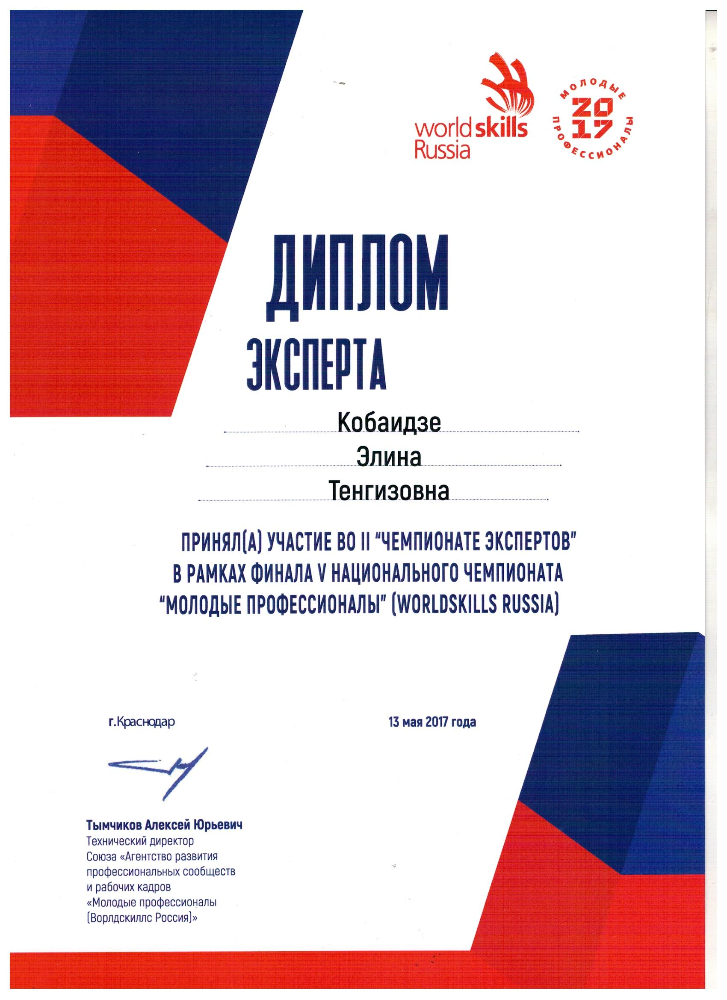 world skills
Russia
МОЛОДЫЕ
2017
ПРОФЕССИОНАЛЫ
ДИПЛОМ
ЭКСПЕРТА
Кобаидзе
Элина
Тенгизовна
ПРИНЯЛ(А) УЧАСТИЕ ВО II “ЧЕМПИОНАТЕ ЭКСПЕРТОВ”
В РАМКАХ ФИНАЛА V НАЦИОНАЛЬНОГО ЧЕМПИОНАТА
“МОЛОДЫЕ ПРОФЕССИОНАЛЫ” (WORLDSKILLS RUSSIA)
г.Краснодар
13 мая 2017 года
Тымчиков Алексей Юрьевич
Технический директор
Союза «Агентство развития
профессиональных сообществ
и рабочих кадров
«Молодые профессионалы
(Ворлдскиллс Россия)»